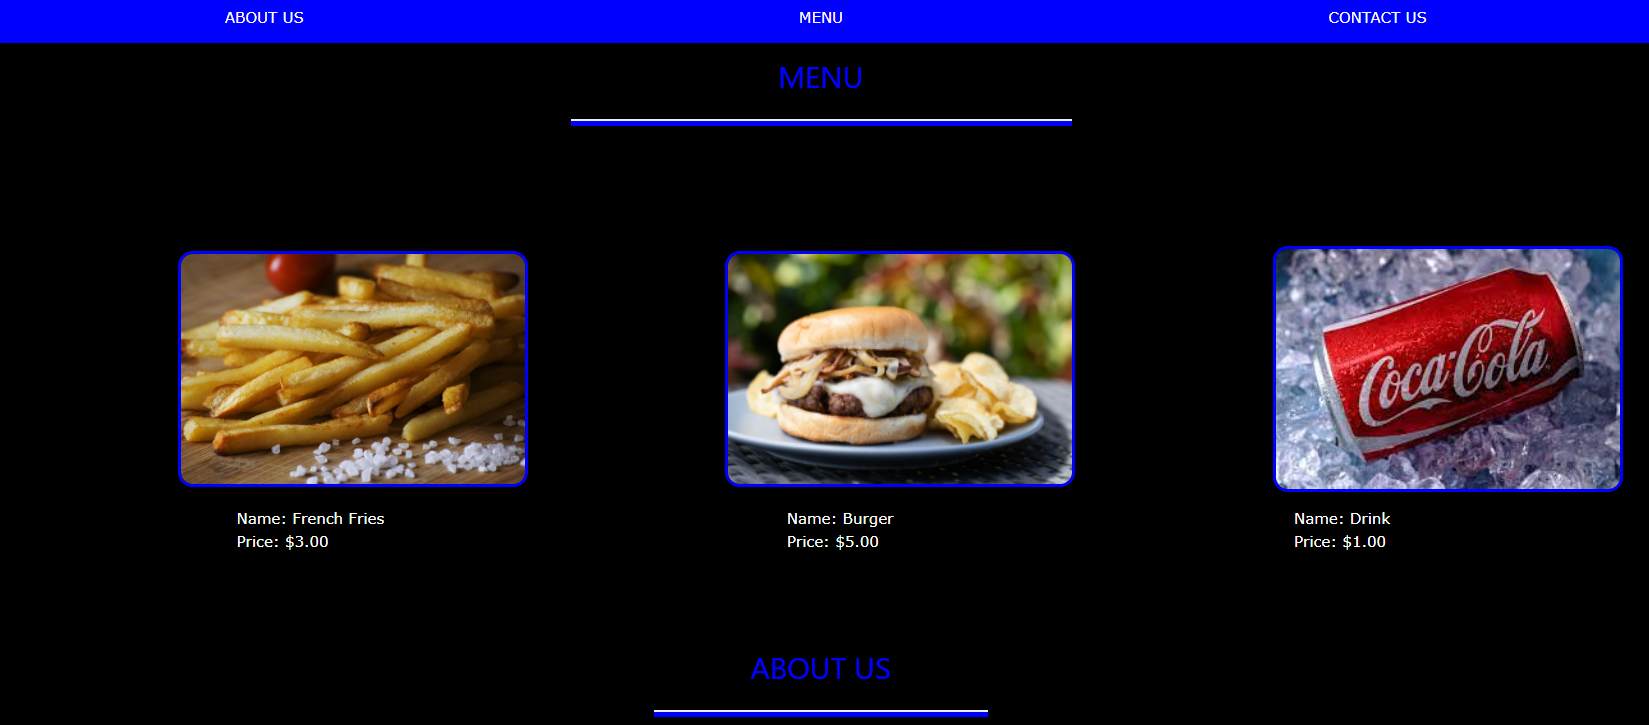 ABOUT US MENU CONTACT US
MENU
Coca-Cola
Name: French Fries
Price: $3.00
Name: Burger
Price: $5.00
Name: Drink
Price: $1.00
ABOUT US